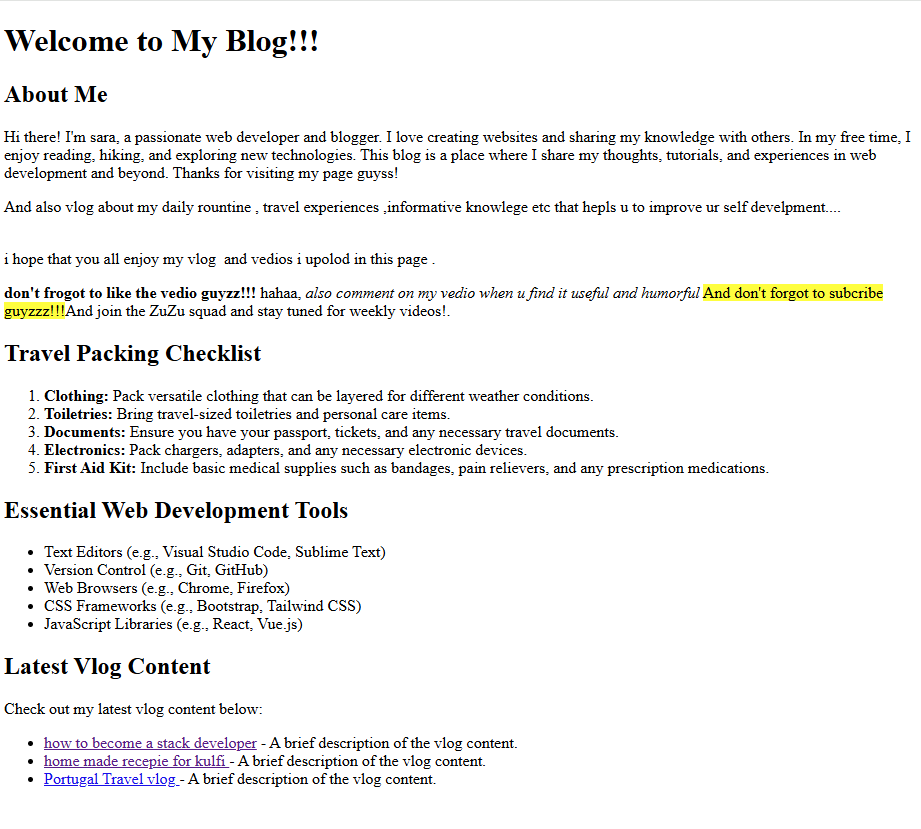 Welcome to My Blog!!!
About Me
Hi there! I'm sara, a passionate web developer and blogger. I love creating websites and sharing my knowledge with others. In my free time, I
enjoy reading, hiking, and exploring new technologies. This blog is a place where I share my thoughts, tutorials, and experiences in web
development and beyond. Thanks for visiting my page guyss!
And also vlog about my daily rountine , travel experiences ,informative knowlege etc that hepls u to improve ur self develpment....
i hope that you all enjoy my vlog  and vedios i upolod in this page .
don't frogot to like the vedio guyzz!!! hahaa, also comment on my vedio when u find it useful and humorful And don't forgot to subcribe
guyzzz!!!And join the ZuZu squad and stay tuned for weekly videos!.
Travel Packing Checklist
1. Clothing: Pack versatile clothing that can be layered for different weather conditions.
2. Toiletries: Bring travel-sized toiletries and personal care items.
3. Documents: Ensure you have your passport, tickets, and any necessary travel documents.
4. Electronics: Pack chargers, adapters, and any necessary electronic devices.
5. First Aid Kit: Include basic medical supplies such as bandages, pain relievers, and any prescription medications.
Essential Web Development Tools
• Text Editors (e.g., Visual Studio Code, Sublime Text)
• Version Control (e.g., Git, GitHub)
• Web Browsers (e.g., Chrome, Firefox)
• CSS Frameworks (e.g., Bootstrap, Tailwind CSS)
• JavaScript Libraries (e.g., React, Vue.js)
Latest Vlog Content
Check out my latest vlog content below:
• how to become a stack developer - A brief description of the vlog content.
• home made recepie for kulfi - A brief description of the vlog content.
• Portugal Travel vlog - A brief description of the vlog content.